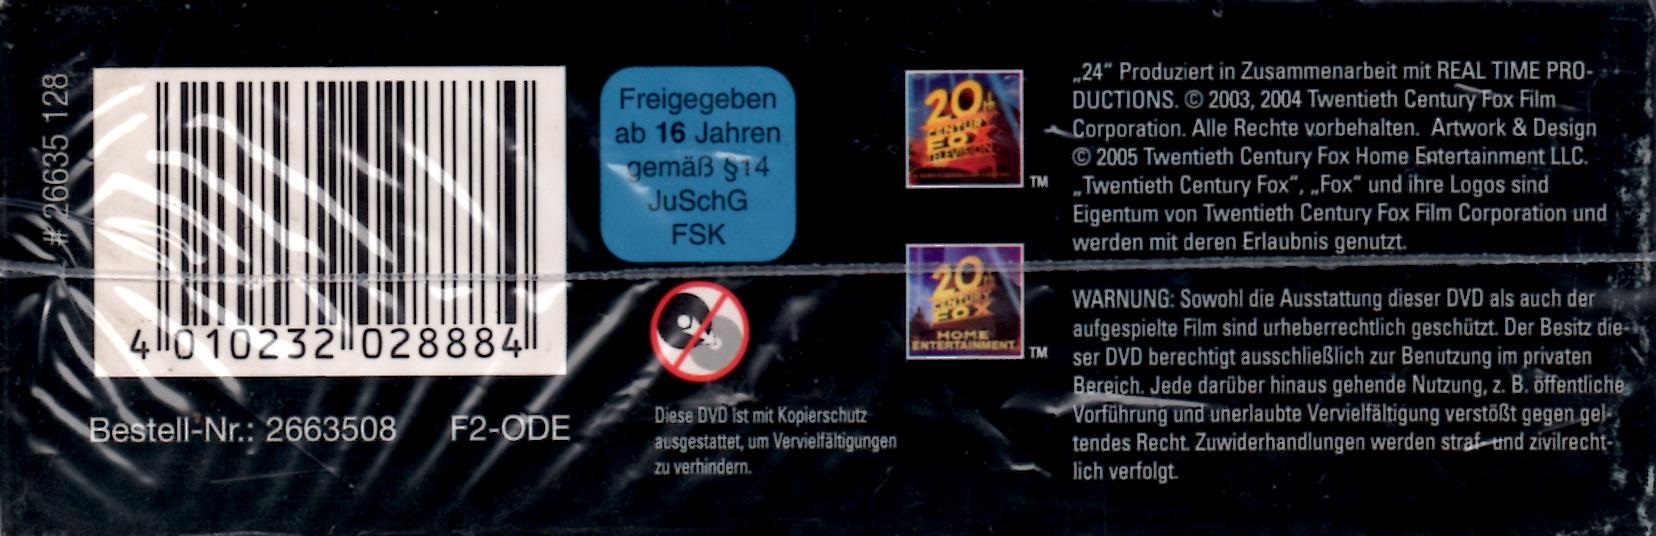 # 26635 128
4 010232 028884
Bestell-Nr.: 2663508 F2-ODE
Freigegeben
ab 16 Jahren
gemäß §14
JuSchG
FSK
Diese DVD ist mit Kopierschutz
ausgestattet, um Vervielfältigungen
zu verhindern.
20th
CENTURY
FOX
TELEVISION
TM
20th
CENTURY
FOX
HOME
ENTERTAINMENT
TM
„24“ Produziert in Zusammenarbeit mit REAL TIME PRO-
DUCTIONS. © 2003, 2004 Twentieth Century Fox Film
Corporation. Alle Rechte vorbehalten. Artwork & Design
© 2005 Twentieth Century Fox Home Entertainment LLC.
„Twentieth Century Fox“, „Fox“ und ihre Logos sind
Eigentum von Twentieth Century Fox Film Corporation und
werden mit deren Erlaubnis genutzt.
WARNUNG: Sowohl die Ausstattung dieser DVD als auch der
aufgespielte Film sind urheberrechtlich geschützt. Der Besitz die-
ser DVD berechtigt ausschließlich zur Benutzung im privaten
Bereich. Jede darüber hinaus gehende Nutzung, z. B. öffentliche
Vorführung und unerlaubte Vervielfältigung verstößt gegen gel-
tendes Recht. Zuwiderhandlungen werden straf- und zivilrecht-
lich verfolgt.